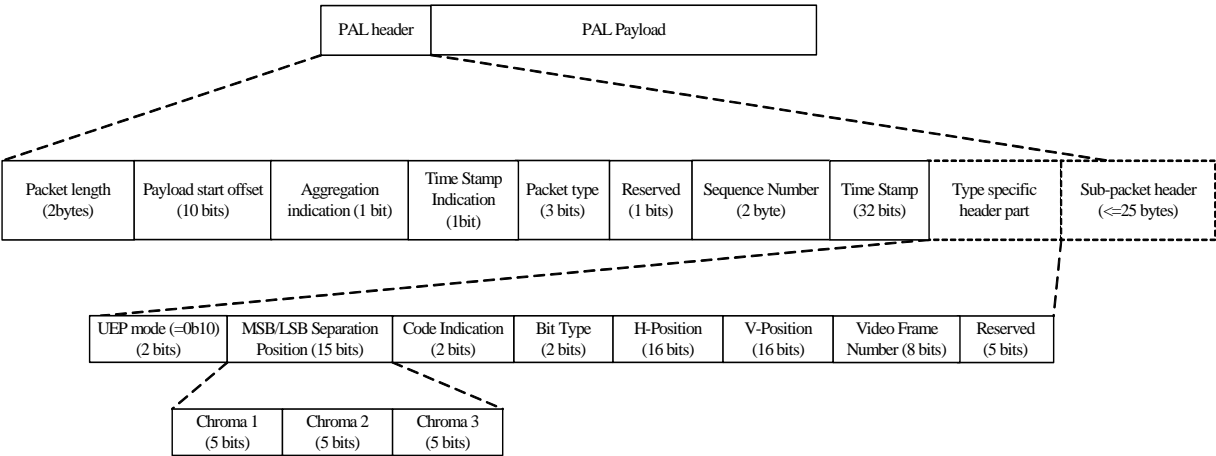 PAL header
PAL Payload
Packet length
(2bytes)
Payload start offset
(10 bits)
Aggregation
indication (1 bit)
Time Stamp
Indication
(1bit)
Packet type
(3 bits)
Reserved
(1 bits)
Sequence Number
(2 byte)
Time Stamp
(32 bits)
Type specific
header part
Sub-packet header
(<=25 bytes)
UEP mode (=0b10)
(2 bits)
MSB/LSB Separation
Position (15 bits)
Code Indication
(2 bits)
Bit Type
(2 bits)
H-Position
(16 bits)
V-Position
(16 bits)
Video Frame
Number (8 bits)
Reserved
(5 bits)
Chroma 1
(5 bits)
Chroma 2
(5 bits)
Chroma 3
(5 bits)